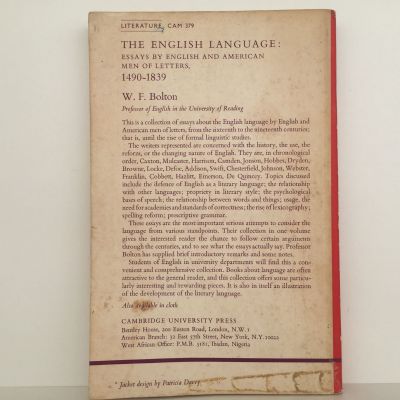 LITERATURE, CAM 379
THE ENGLISH LANGUAGE:
ESSAYS BY ENGLISH AND AMERICAN
MEN OF LETTERS,
1490-1839
W. F. Bolton
Professor of English in the University of Reading
This is a collection of essays about the English language by English and
American men of letters, from the sixteenth to the nineteenth centuries;
that is, until the rise of formal linguistic studies.
The writers represented are concerned with the history, the use, the
reform, or the changing nature of English. They are, in chronological
order, Caxton, Mulcaster, Harrison, Camden, Jonson, Hobbes, Dryden,
Browne, Locke, Defoe, Addison, Swift, Chesterfield, Johnson, Webster,
Franklin, Cobbett, Hazlitt, Emerson, De Quincey. Topics discussed
include the defence of English as a literary language; the relationship
with other languages; propriety in literary style; the psychological
bases of speech; the relationship between words and things; usage, the
need for academies and standards of correctness; the rise of lexicography;
spelling reform; prescriptive grammar.
These essays are the most important serious attempts to consider the
language from various standpoints. Their collection in one volume
gives the interested reader the chance to follow certain arguments
through the centuries, and to see what the essays actually say. Professor
Bolton has supplied brief introductory remarks and some notes.
Students of English in university departments will find this a con-
venient and comprehensive collection. Books about language are often
attractive to the general reader, and this collection offers some particu-
larly interesting and rewarding pieces. It is also in itself an illustration
of the development of the literary language.
Also available in cloth
CAMBRIDGE UNIVERSITY PRESS
Bentley House, 200 Euston Road, London, N.W.1
American Branch: 32 East 57th Street, New York, N.Y. 10022
West African Office: P.M.B. 5181, Ibadan, Nigeria
Jacket design by Patricia Davey